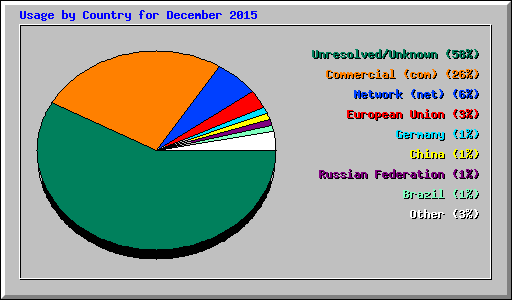 Usage by Country for December 2015
Unresolved/Unknown (58%)
Commercial (com) (26%)
Network (net) (6%)
European Union (3%)
Germany (1%)
China (1%)
Russian Federation (1%)
Brazil (1%)
Other (3%)